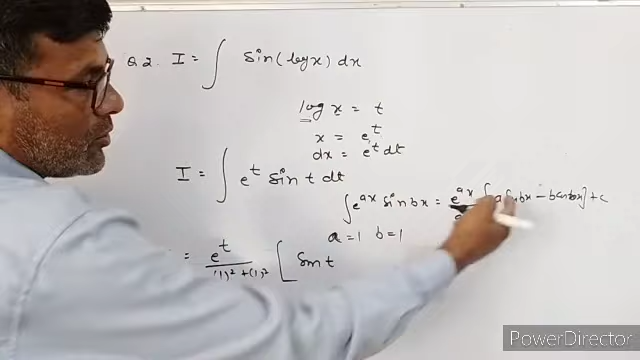 Q.2. I = ∫ sin(log x) dx
log x = t
x = e^t
dx = e^t dt
I = ∫ e^t sin t dt
∫ e^ax sin bx = e^ax [a sin bx - b cos bx] + c
a = 1 b = 1
= e^t/((1)²+(1)²) [ sin t
PowerDirector